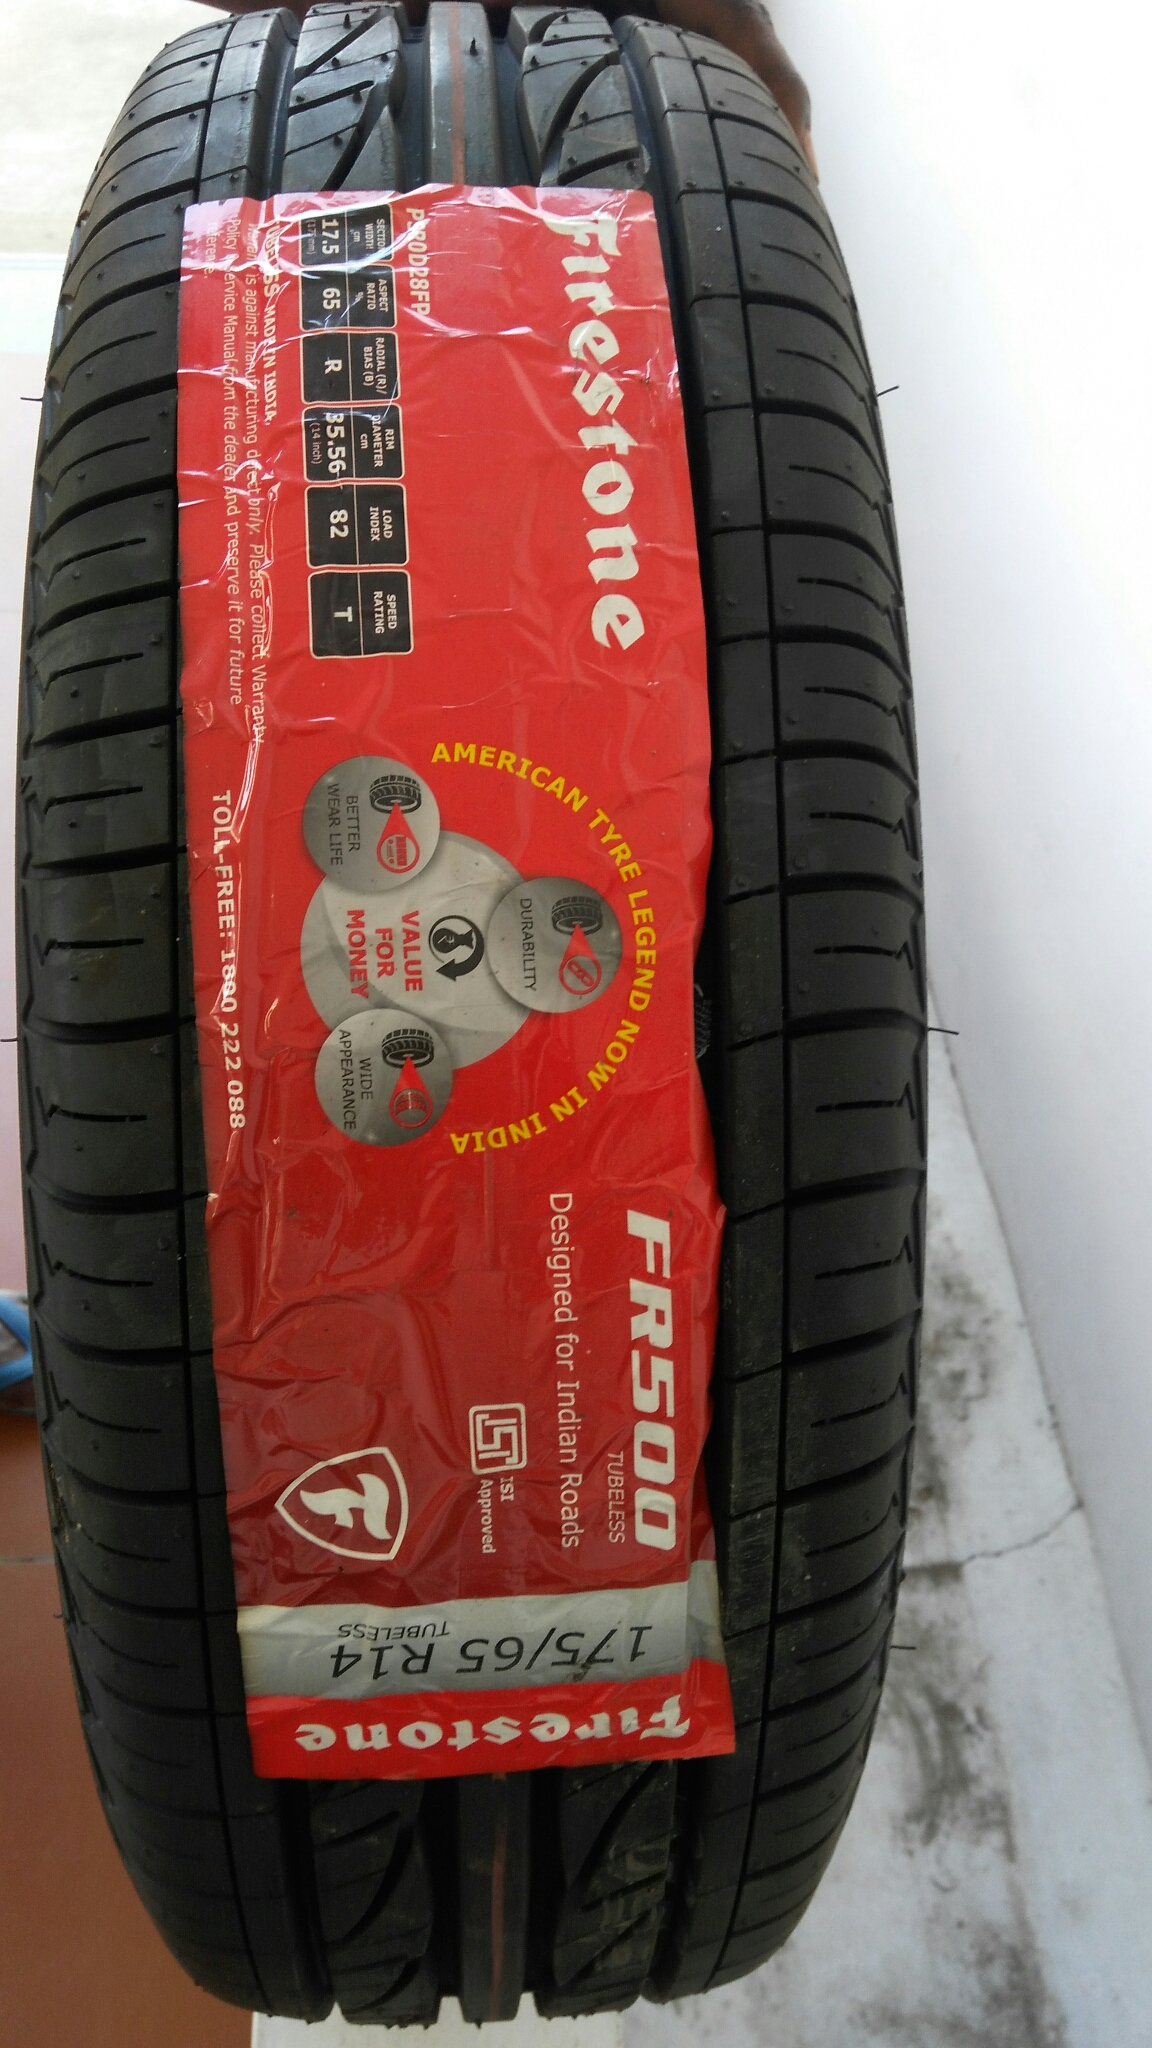 Firestone
PSR0D28FP
SECTION WIDTH cm
ASPECT RATIO %
RADIAL (R)/ BIAS (B)
RIM DIAMETER cm
LOAD INDEX
SPEED RATING
17.5
65
R
35.56
82
T
(175mm)
(14 inch)
TUBELESS MADE IN INDIA.
is against manufacturing defect only. Please collect Warranty
Policy & Service Manual from the dealer and preserve it for future
reference.
TOLL-FREE: 1800 222 088
AMERICAN TYRE LEGEND NOW IN INDIA
DURABILITY
BETTER
WEAR LIFE
VALUE
FOR
MONEY
WIDE
APPEARANCE
FR500
TUBELESS
Designed for Indian Roads
ISI
Approved
F
175/65 R14
TUBELESS
Firestone